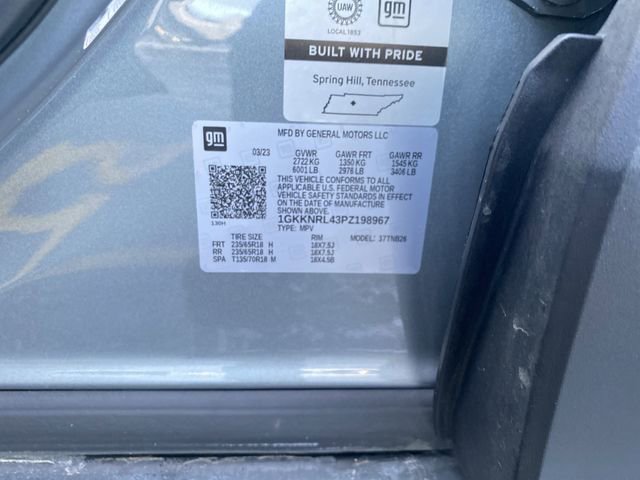 UAW
gm
LOCAL 1853
BUILT WITH PRIDE
Spring Hill, Tennessee
gm
MFD BY GENERAL MOTORS LLC
03/23 GVWR GAWR FRT GAWR RR
2722 KG 1350 KG 1545 KG
6001 LB 2976 LB 3406 LB
THIS VEHICLE CONFORMS TO ALL
APPLICABLE U.S. FEDERAL MOTOR
VEHICLE SAFETY STANDARDS IN EFFECT
ON THE DATE OF MANUFACTURE
SHOWN ABOVE.
1GKKNRL43PZ198967
130H
TYPE: MPV MODEL: 37TNB26
TIRE SIZE RIM
FRT 235/65R18 H 18X7.5J
RR 235/65R18 H 18X7.5J
SPA T135/70R18 M 18X4.5B